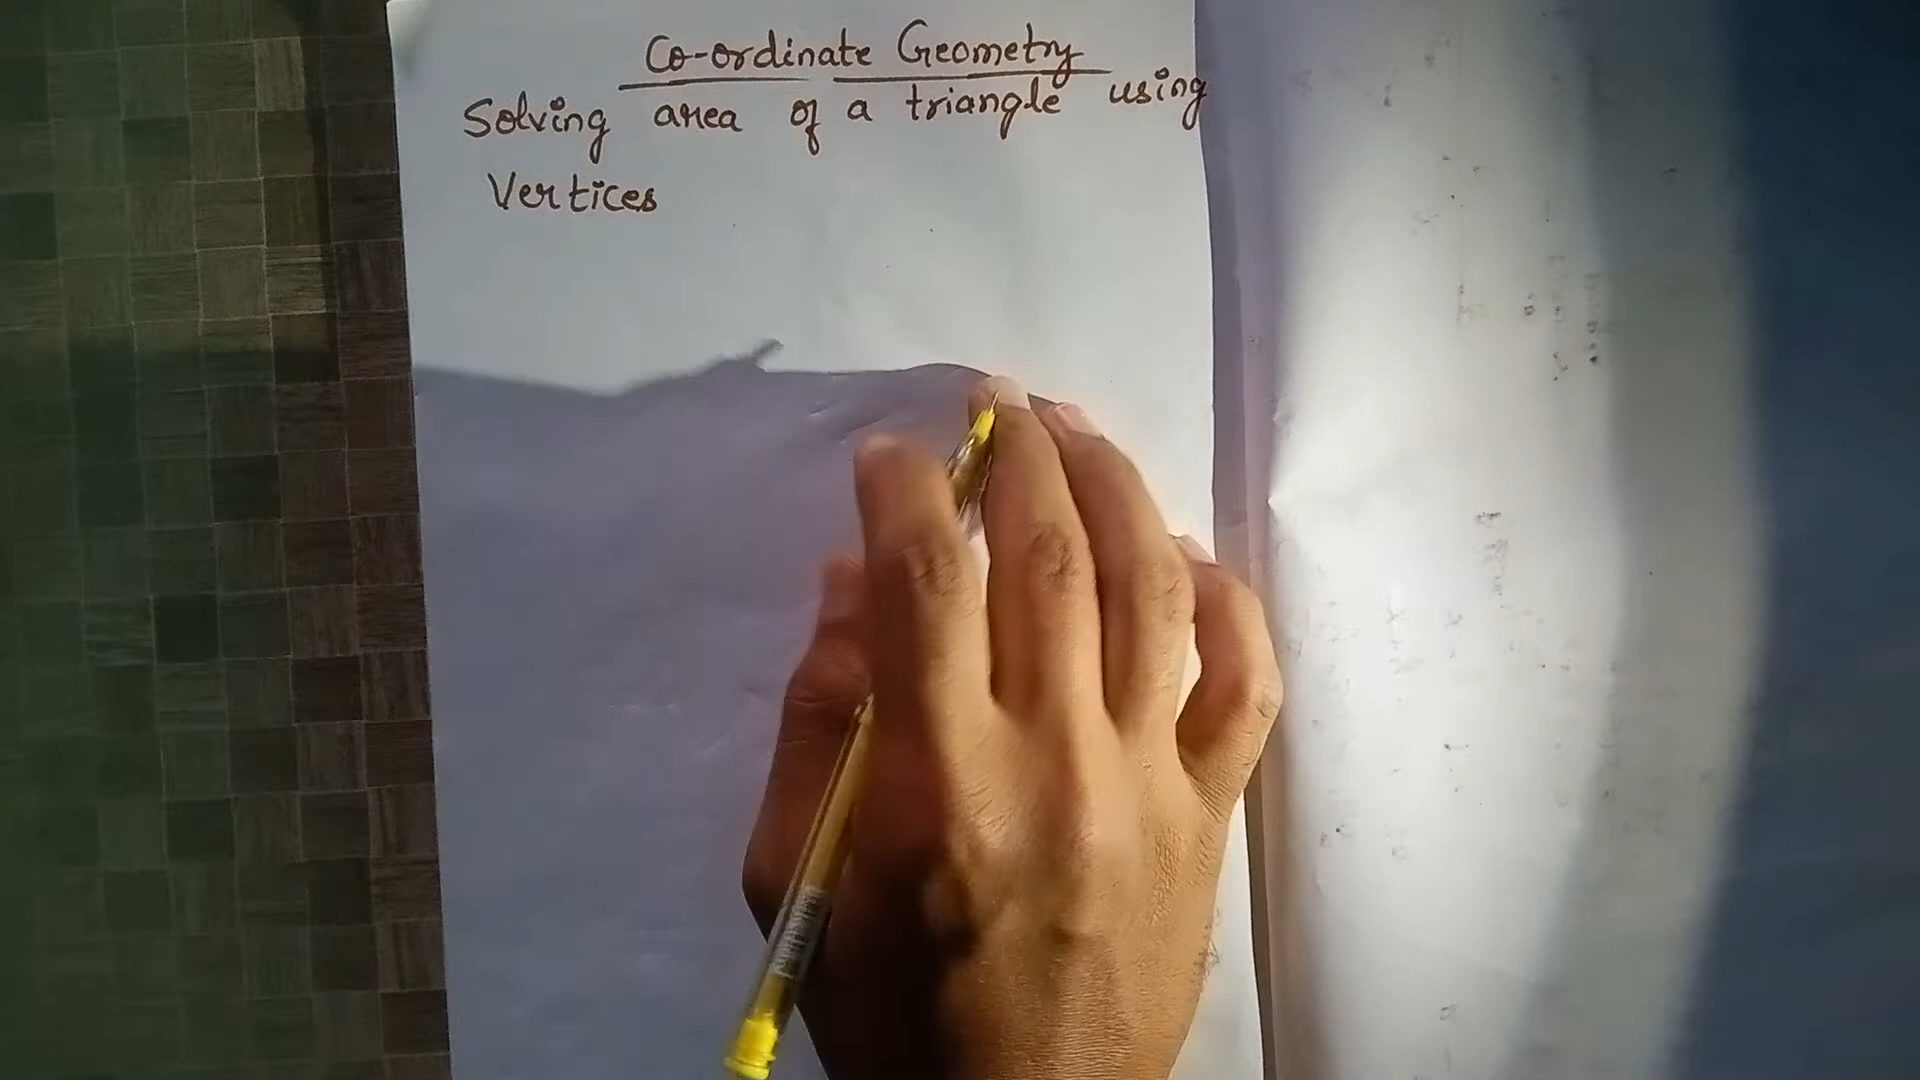 Co-ordinate Geometry
Solving area of a triangle using
Vertices